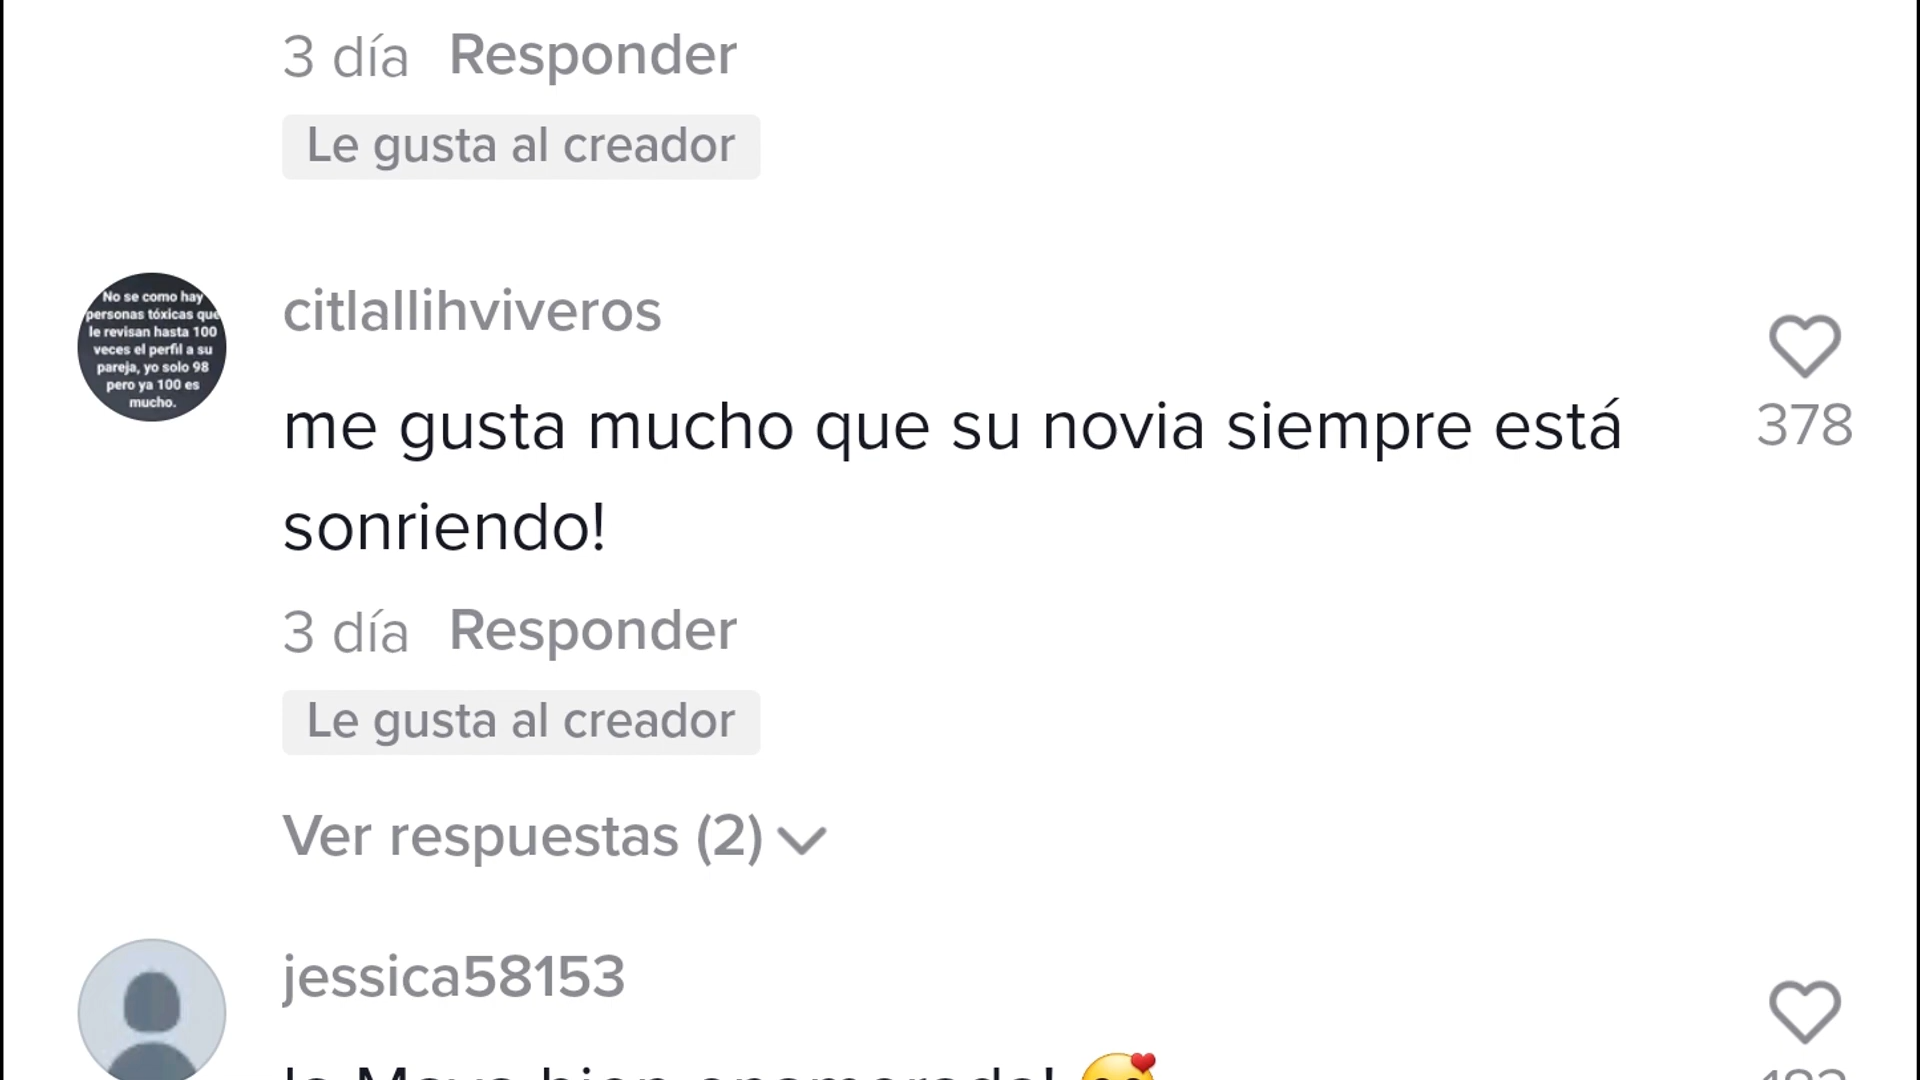 3 día Responder
Le gusta al creador
No se como hay
personas tóxicas que
le revisan hasta 100
veces el perfil a su
pareja, yo solo 98
pero ya 100 es
mucho.
citlallihviveros
me gusta mucho que su novia siempre está
378
sonriendo!
3 día Responder
Le gusta al creador
Ver respuestas (2)
jessica58153